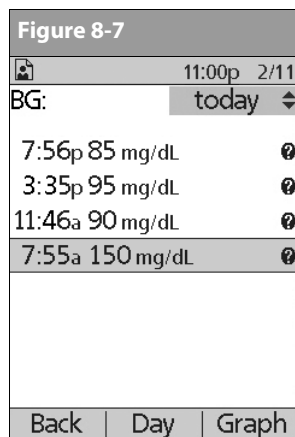 Figure 8-7
11:00p 2/11
BG: today
7:56p 85 mg/dL
3:35p 95 mg/dL
11:46a 90 mg/dL
7:55a 150 mg/dL
Back | Day | Graph